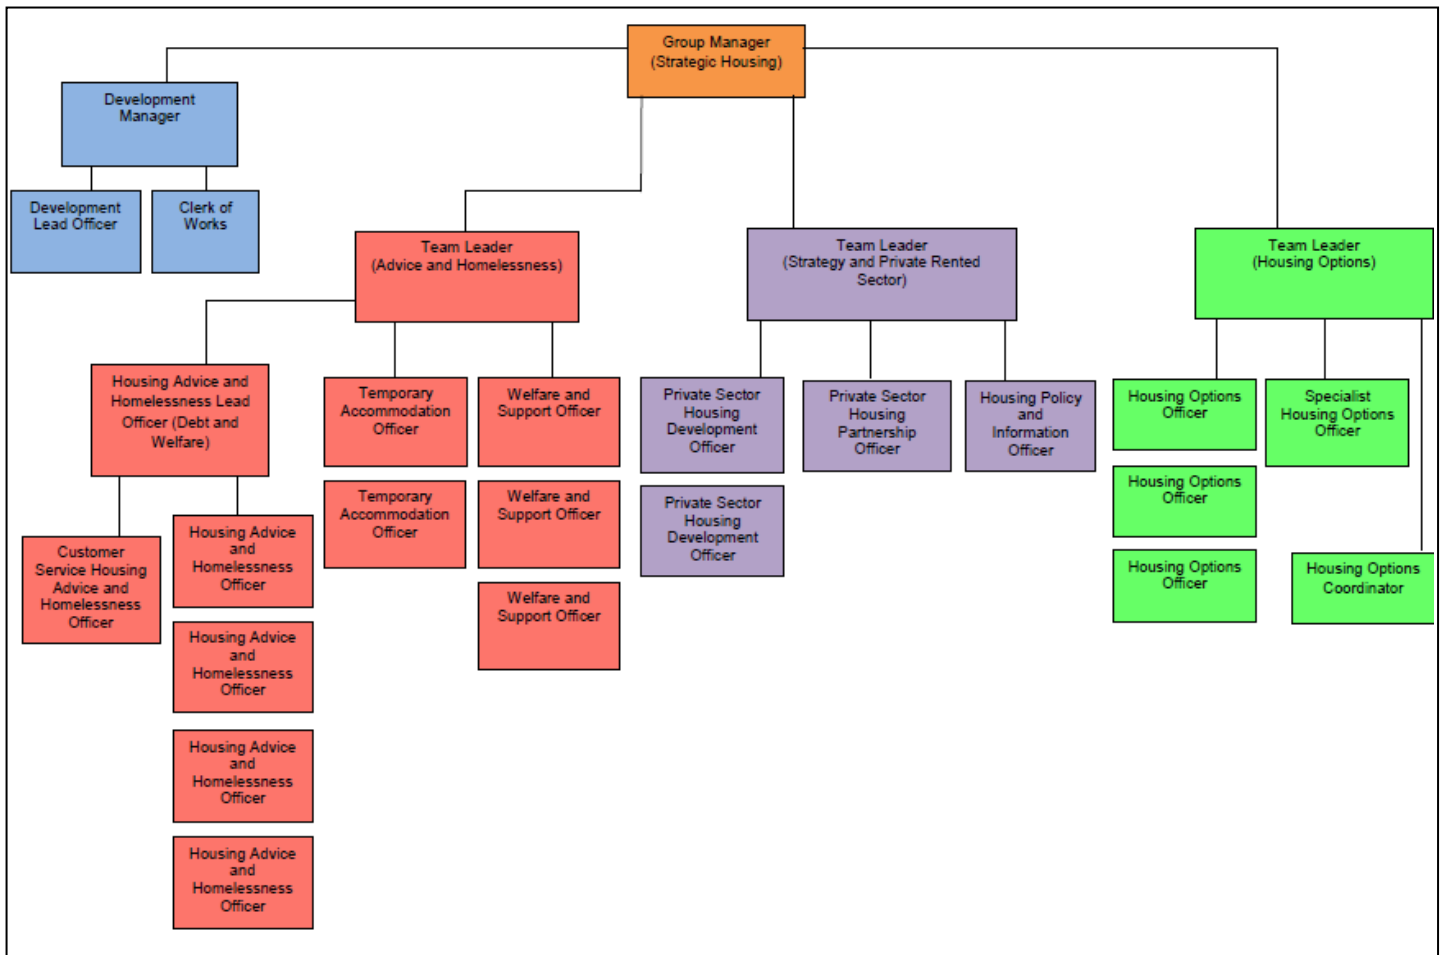 Group Manager
(Strategic Housing)
Development
Manager
Development
Lead Officer
Clerk of
Works
Team Leader
(Advice and Homelessness)
Team Leader
(Strategy and Private Rented
Sector)
Team Leader
(Housing Options)
Housing Advice and
Homelessness Lead
Officer (Debt and
Welfare)
Temporary
Accommodation
Officer
Welfare and
Support Officer
Private Sector
Housing
Development
Officer
Private Sector
Housing
Partnership
Officer
Housing Policy
and
Information
Officer
Housing Options
Officer
Specialist
Housing Options
Officer
Customer
Service Housing
Advice and
Homelessness
Officer
Housing Advice
and
Homelessness
Officer
Temporary
Accommodation
Officer
Welfare and
Support Officer
Private Sector
Housing
Development
Officer
Housing Options
Officer
Housing Options
Officer
Housing Options
Coordinator
Housing Advice
and
Homelessness
Officer
Welfare and
Support Officer
Housing Advice
and
Homelessness
Officer
Housing Advice
and
Homelessness
Officer